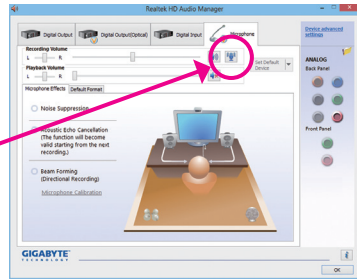 Realtek HD Audio Manager
Digital Output
Digital Output(Optical)
Digital Input
Microphone
Device advanced
settings
Recording Volume
L
R
Set Default
Device
Playback Volume
L
R
ANALOG
Back Panel
Microphone Effects
Default Format
Noise Suppression
Acoustic Echo Cancellation
(The function will become
valid starting from the next
recording.)
Front Panel
Beam Forming
(Directional Recording)
Microphone Calibration
GIGABYTE
TECHNOLOGY
i
OK